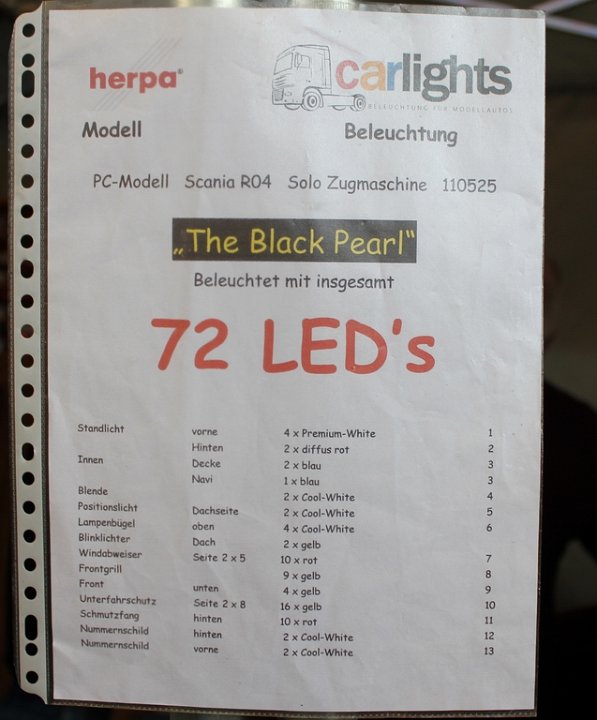 herpa®
carlights
BELEUCHTUNG FÜR MODELLAUTOS
Modell Beleuchtung
PC-Modell Scania R04 Solo Zugmaschine 110525
„The Black Pearl“
Beleuchtet mit insgesamt
72 LED's
Standlicht vorne 4 x Premium-White 1
Hinten 2 x diffus rot 2
Innen Decke 2 x blau 3
Navi 1 x blau 3
Blende 2 x Cool-White 4
Positionslicht Dachseite 2 x Cool-White 5
Lampenbügel oben 4 x Cool-White 6
Blinklichter Dach 2 x gelb
Windabweiser Seite 2 x 5 10 x rot 7
Frontgrill 9 x gelb 8
Front unten 4 x gelb 9
Unterfahrschutz Seite 2 x 8 16 x gelb 10
Schmutzfang hinten 10 x rot 11
Nummernschild hinten 2 x Cool-White 12
Nummernschild vorne 2 x Cool-White 13